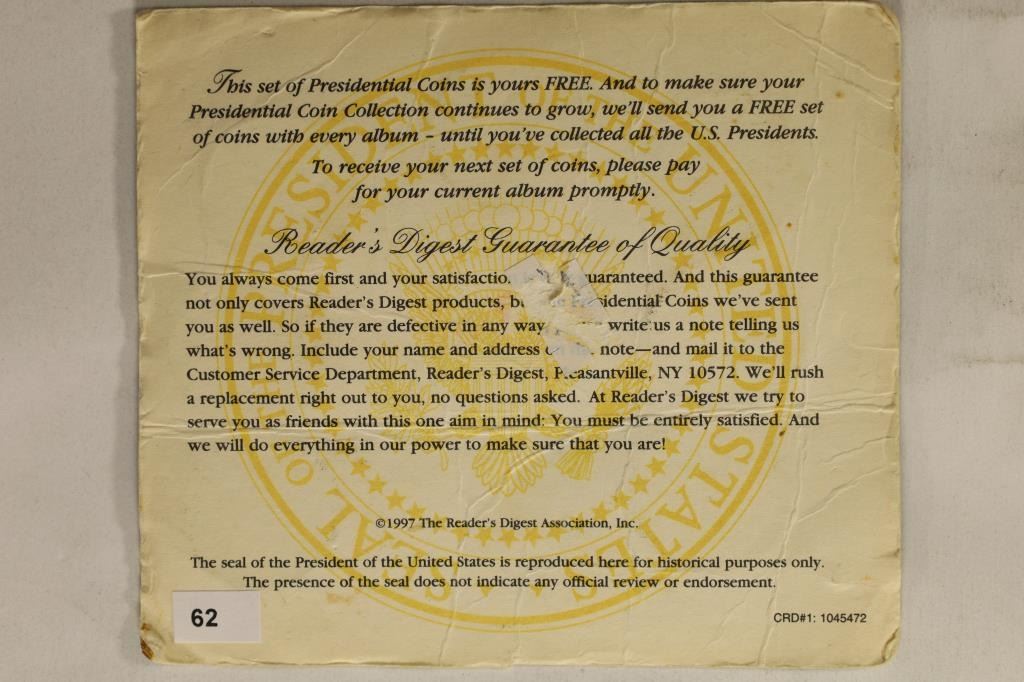 This set of Presidential Coins is yours FREE. And to make sure your
Presidential Coin Collection continues to grow, we'll send you a FREE set
of coins with every album – until you've collected all the U.S. Presidents.
To receive your next set of coins, please pay
for your current album promptly.
Reader's Digest Guarantee of Quality
You always come first and your satisfaction guaranteed. And this guarantee
not only covers Reader's Digest products, Presidential Coins we've sent
you as well. So if they are defective in any way, write us a note telling us
what's wrong. Include your name and address note—and mail it to the
Customer Service Department, Reader's Digest, Pleasantville, NY 10572. We'll rush
a replacement right out to you, no questions asked. At Reader's Digest we try to
serve you as friends with this one aim in mind: You must be entirely satisfied. And
we will do everything in our power to make sure that you are!
SEAL OF THE PRESIDENT OF THE UNITED STATES
©1997 The Reader's Digest Association, Inc.
The seal of the President of the United States is reproduced here for historical purposes only.
The presence of the seal does not indicate any official review or endorsement.
62
CRD#1: 1045472